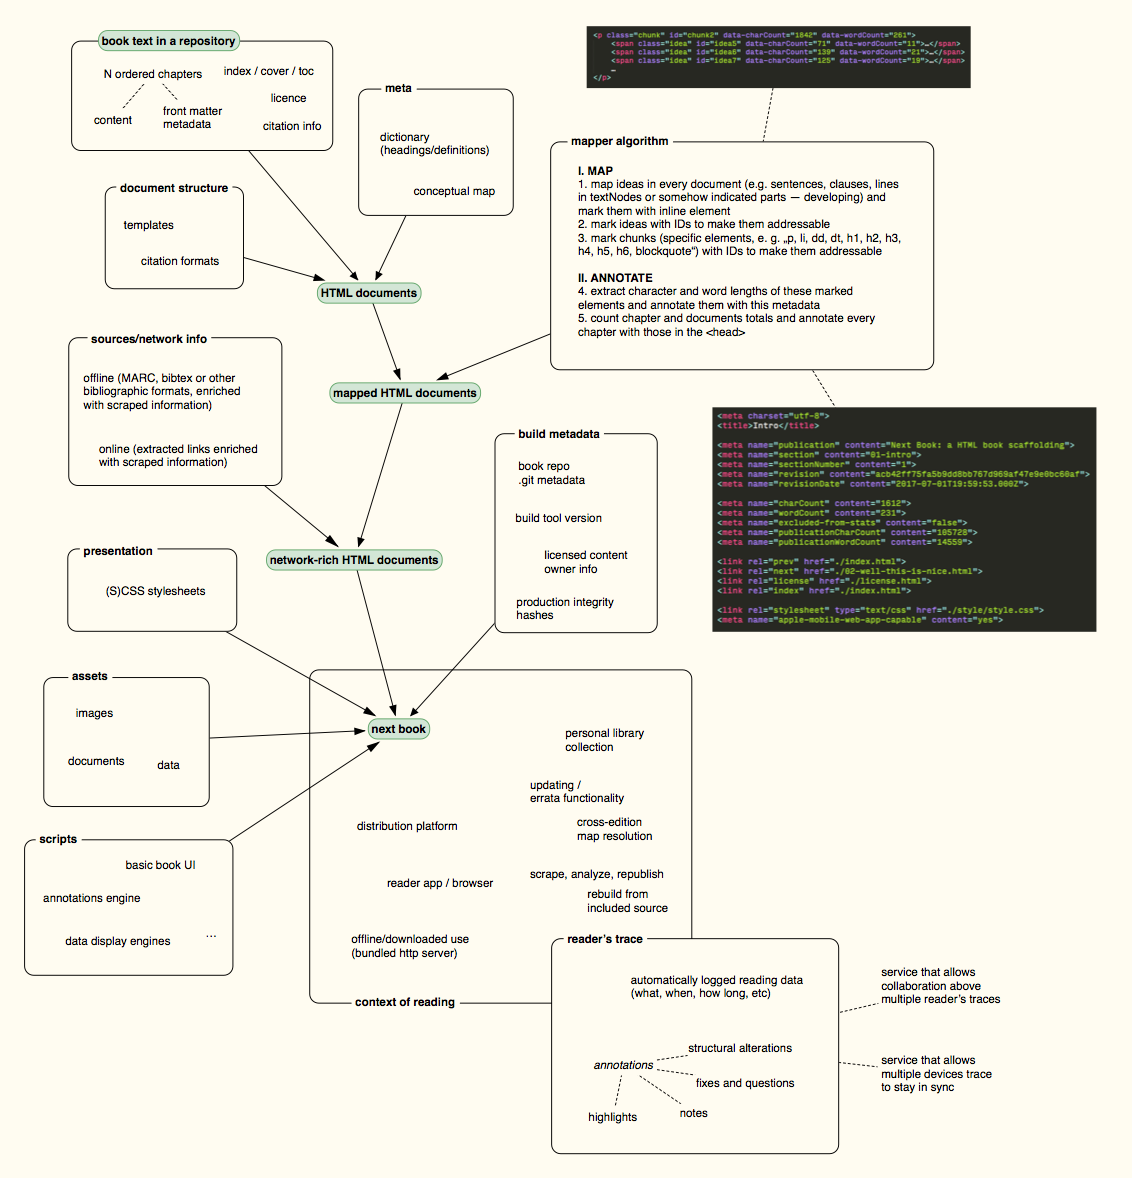 book text in a repository
N ordered chapters
index / cover / toc
content
front matter
metadata
licence
citation info
meta
dictionary
(headings/definitions)
conceptual map
<p class="chunk" id="chunk2" data-charCount="1842" data-wordCount="261">
<span class="idea" id="idea5" data-charCount="71" data-wordCount="11">…</span>
<span class="idea" id="idea6" data-charCount="139" data-wordCount="21">…</span>
<span class="idea" id="idea7" data-charCount="125" data-wordCount="19">…</span>
…
</p>
document structure
templates
citation formats
HTML documents
mapper algorithm
I. MAP
1. map ideas in every document (e.g. sentences, clauses, lines
in textNodes or somehow indicated parts — developing) and
mark them with inline element
2. mark ideas with IDs to make them addressable
3. mark chunks (specific elements, e. g. „p, li, dd, dt, h1, h2, h3,
h4, h5, h6, blockquote“) with IDs to make them addressable
II. ANNOTATE
4. extract character and word lengths of these marked
elements and annotate them with this metadata
5. count chapter and documents totals and annotate every
chapter with those in the <head>
sources/network info
offline (MARC, bibtex or other
bibliographic formats, enriched
with scraped information)
online (extracted links enriched
with scraped information)
mapped HTML documents
<meta charset="utf-8">
<title>Intro</title>
<meta name="publication" content="Next Book: a HTML book scaffolding">
<meta name="section" content="01-intro">
<meta name="sectionNumber" content="1">
<meta name="revision" content="acb42ff75fa5b9dd8bb767d969af47e9e0bc60af">
<meta name="revisionDate" content="2017-07-01T19:59:53.000Z">
<meta name="charCount" content="1612">
<meta name="wordCount" content="231">
<meta name="excluded-from-stats" content="false">
<meta name="publicationCharCount" content="105728">
<meta name="publicationWordCount" content="14559">
<link rel="prev" href="./index.html">
<link rel="next" href="./02-well-this-is-nice.html">
<link rel="license" href="./license.html">
<link rel="index" href="./index.html">
<link rel="stylesheet" type="text/css" href="./style/style.css">
<meta name="apple-mobile-web-app-capable" content="yes">
build metadata
book repo
.git metadata
build tool version
licensed content
owner info
production integrity
hashes
network-rich HTML documents
presentation
(S)CSS stylesheets
assets
images
documents
data
next book
scripts
basic book UI
annotations engine
data display engines
...
personal library
collection
updating /
errata functionality
distribution platform
cross-edition
map resolution
reader app / browser
scrape, analyze, republish
rebuild from
included source
offline/downloaded use
(bundled http server)
context of reading
reader’s trace
automatically logged reading data
(what, when, how long, etc)
annotations
structural alterations
fixes and questions
notes
highlights
service that allows
collaboration above
multiple reader’s traces
service that allows
multiple devices trace
to stay in sync